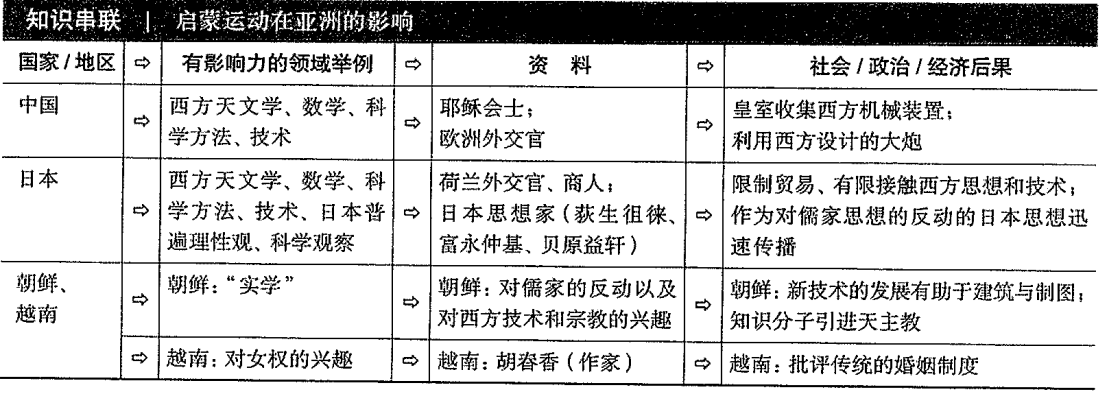 知识串联 | 启蒙运动在亚洲的影响
国家/地区 ⇨ 有影响力的领域举例 ⇨ 资 料 ⇨ 社会/政治/经济后果
中国 ⇨ 西方天文学、数学、科
学方法、技术 ⇨ 耶稣会士;
欧洲外交官 ⇨ 皇室收集西方机械装置;
利用西方设计的大炮
日本 ⇨ 西方天文学、数学、科
学方法、技术、日本普
遍理性观、科学观察 ⇨ 荷兰外交官、商人;
日本思想家(荻生徂徕、
富永仲基、贝原益轩) ⇨ 限制贸易、有限接触西方思想和技术;
作为对儒家思想的反动的日本思想迅
速传播
朝鲜、
越南 ⇨ 朝鲜:“实学” ⇨ 朝鲜:对儒家的反动以及
对西方技术和宗教的兴趣 ⇨ 朝鲜:新技术的发展有助于建筑与制图;
知识分子引进天主教
⇨ 越南:对女权的兴趣 ⇨ 越南:胡春香(作家) ⇨ 越南:批评传统的婚姻制度